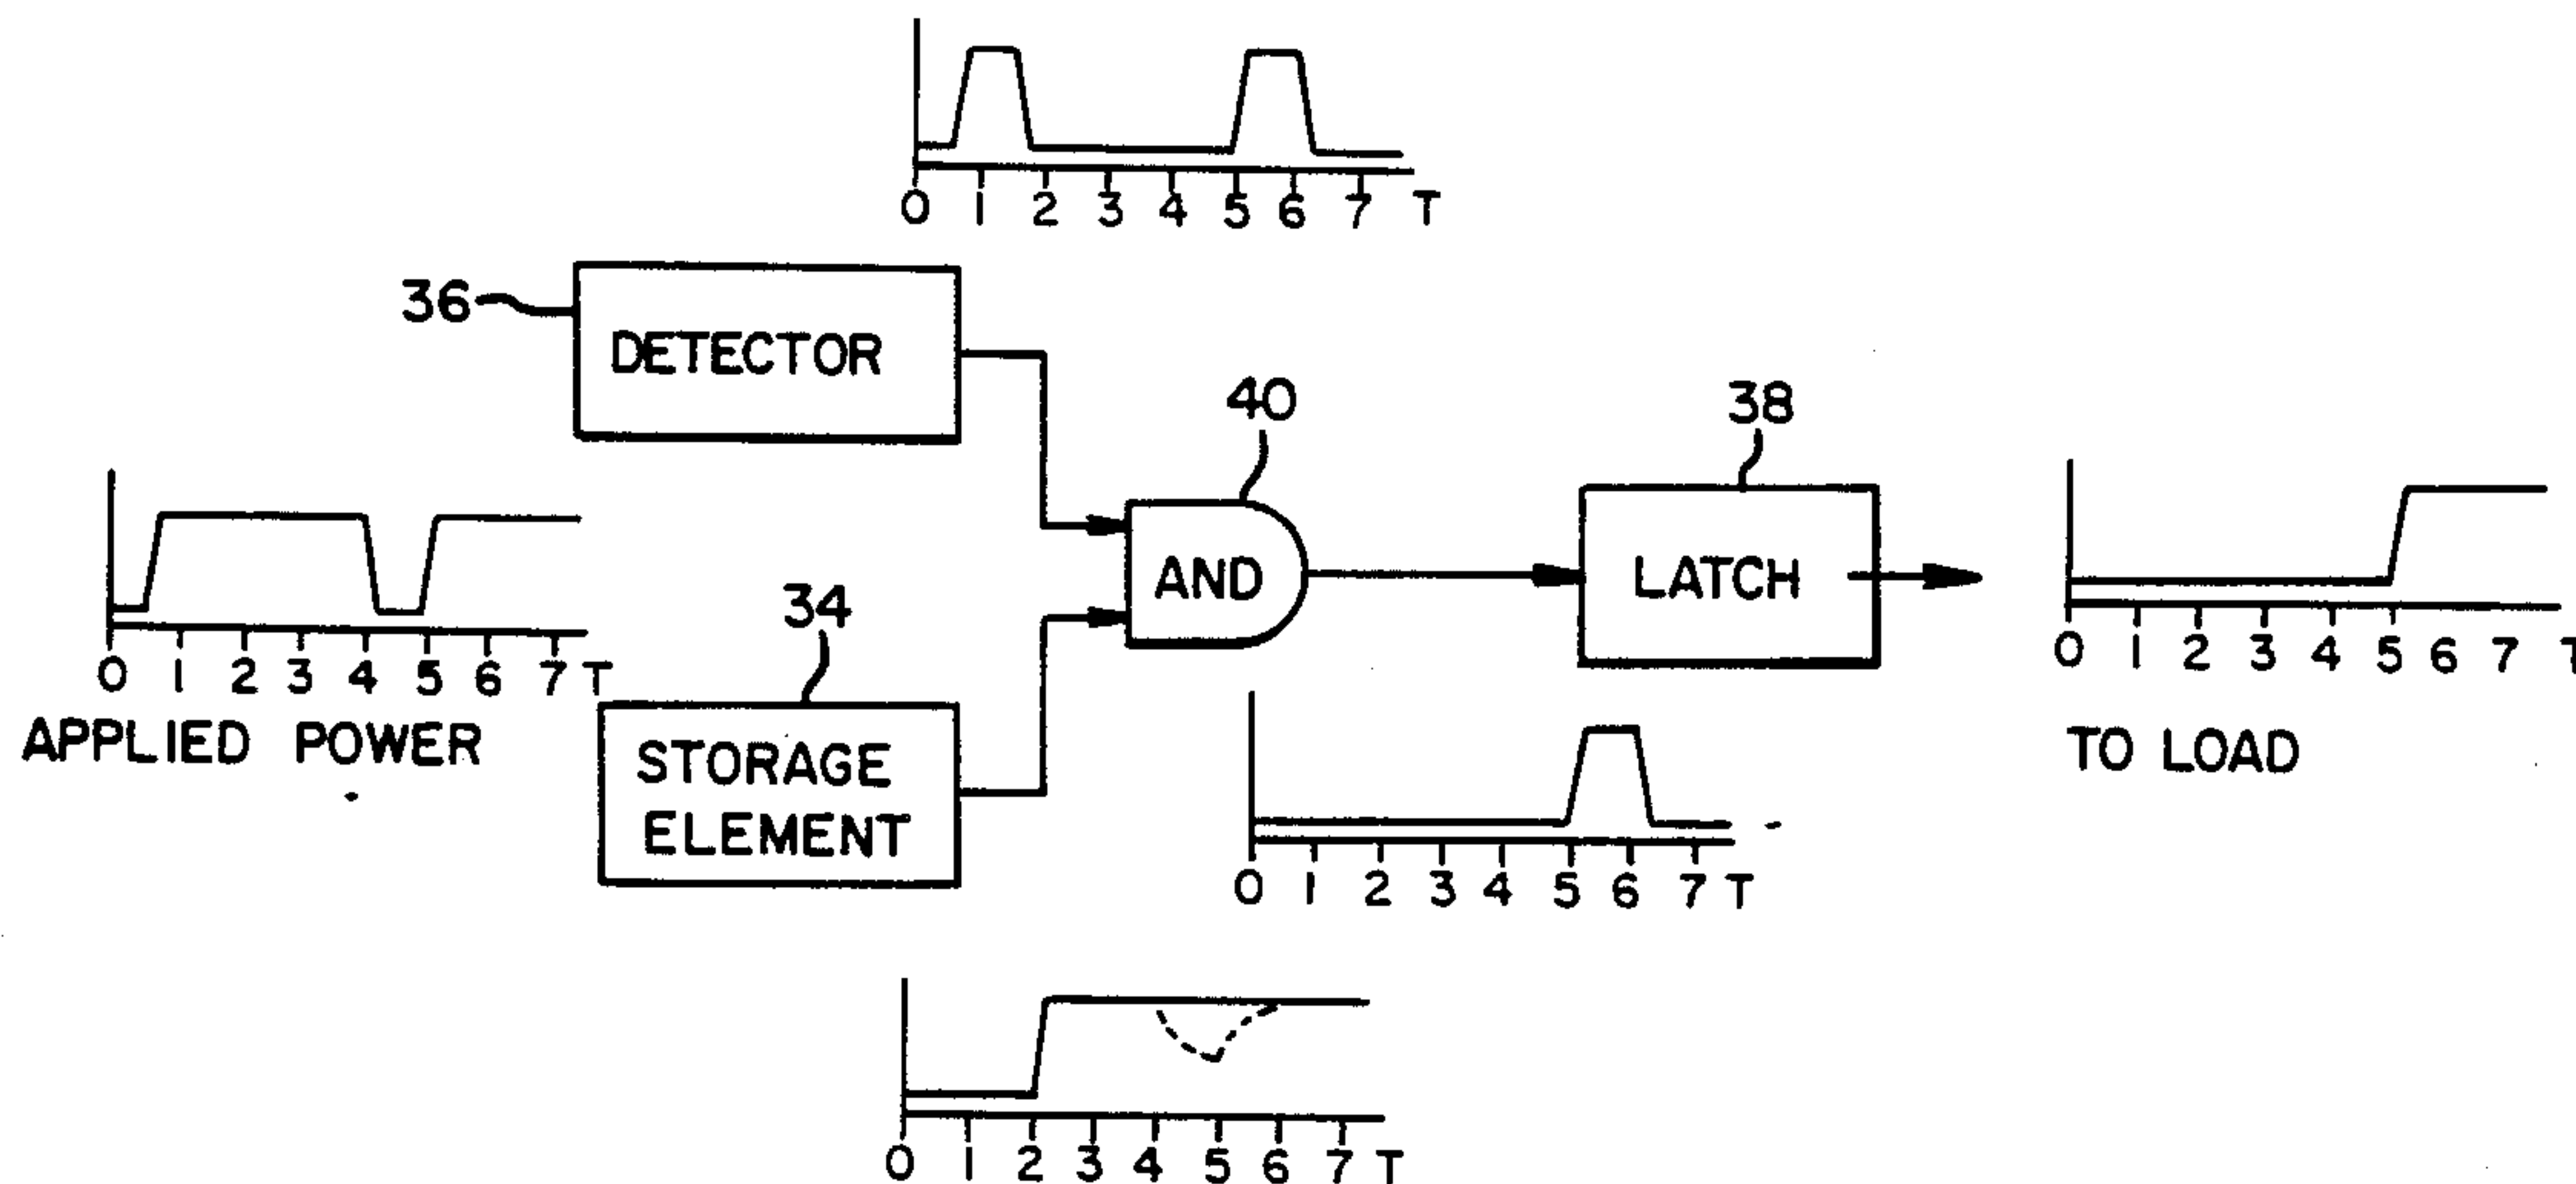 0 1 2 3 4 5 6 7 T
36
DETECTOR
40
38
AND
LATCH
34
0 1 2 3 4 5 6 7 T
APPLIED POWER
STORAGE
ELEMENT
0 1 2 3 4 5 6 7 T
TO LOAD
0 1 2 3 4 5 6 7 T
0 1 2 3 4 5 6 7 T